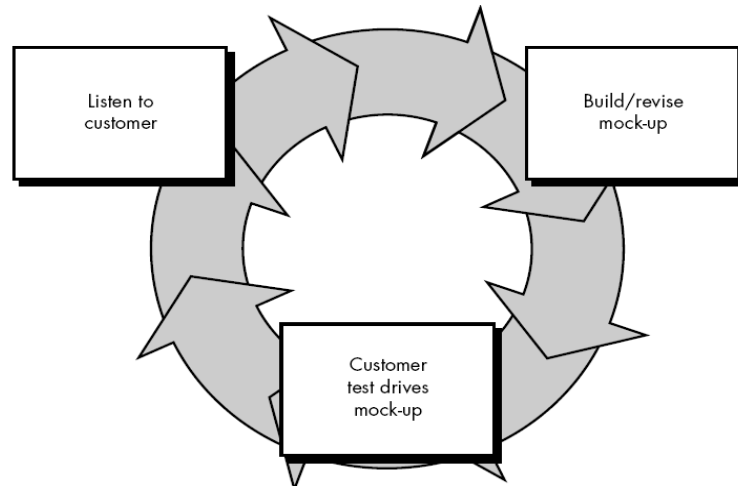 Listen to
customer
Build/revise
mock-up
Customer
test drives
mock-up